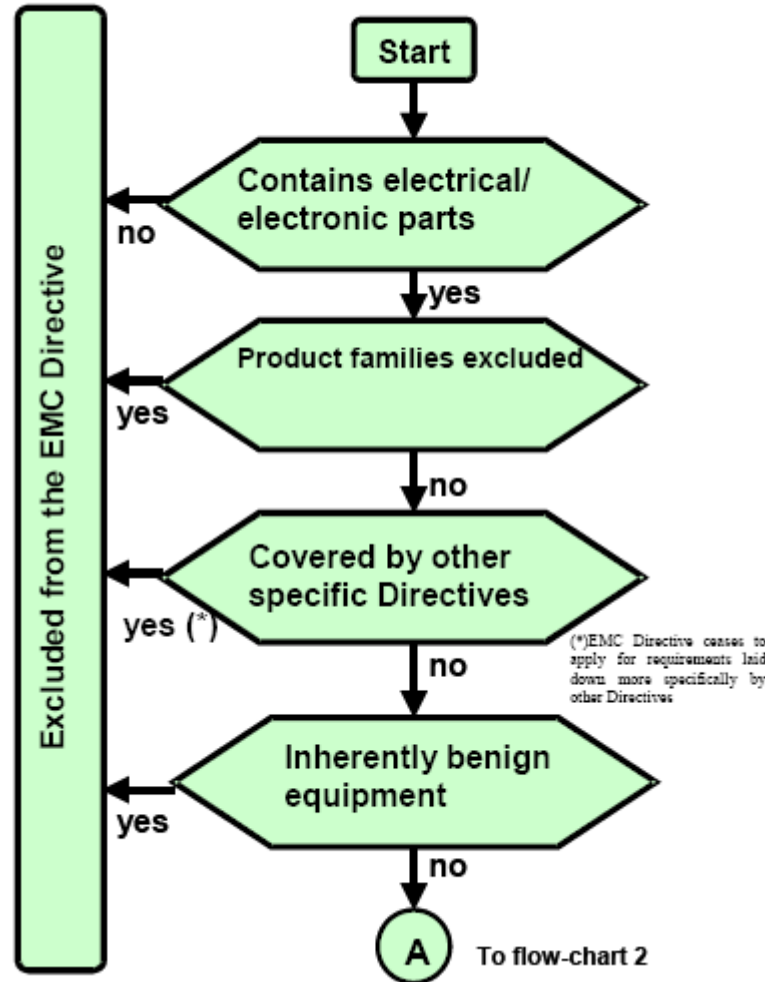 Start
Contains electrical/
electronic parts
no
yes
Product families excluded
yes
no
Covered by other
specific Directives
yes (*)
(*)EMC Directive ceases to
apply for requirements laid
down more specifically by
other Directives
no
Inherently benign
equipment
yes
no
A
To flow-chart 2
Excluded from the EMC Directive